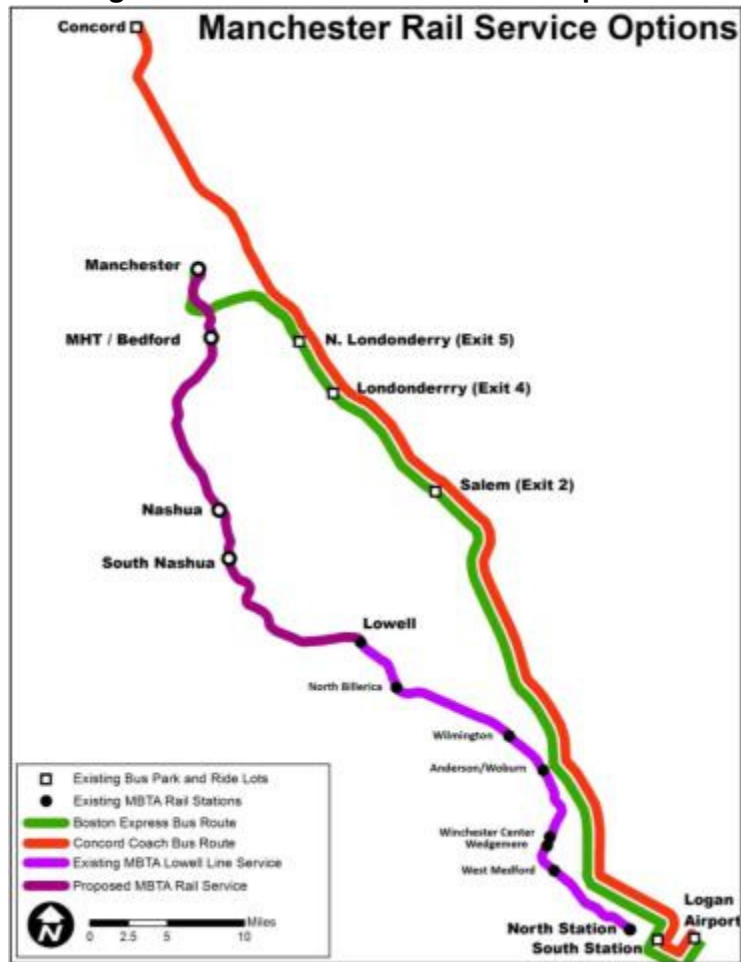 Manchester Rail Service Options
Concord
Manchester
MHT / Bedford
N. Londonderry (Exit 5)
Londonderrry (Exit 4)
Salem (Exit 2)
Nashua
South Nashua
Lowell
North Billerica
Wilmington
Anderson/Woburn
Winchester Center
Wedgemere
West Medford
North Station
South Station
Logan
Airport
Existing Bus Park and Ride Lots
Existing MBTA Rail Stations
Boston Express Bus Route
Concord Coach Bus Route
Existing MBTA Lowell Line Service
Proposed MBTA Rail Service
N
Miles
0 2.5 5 10